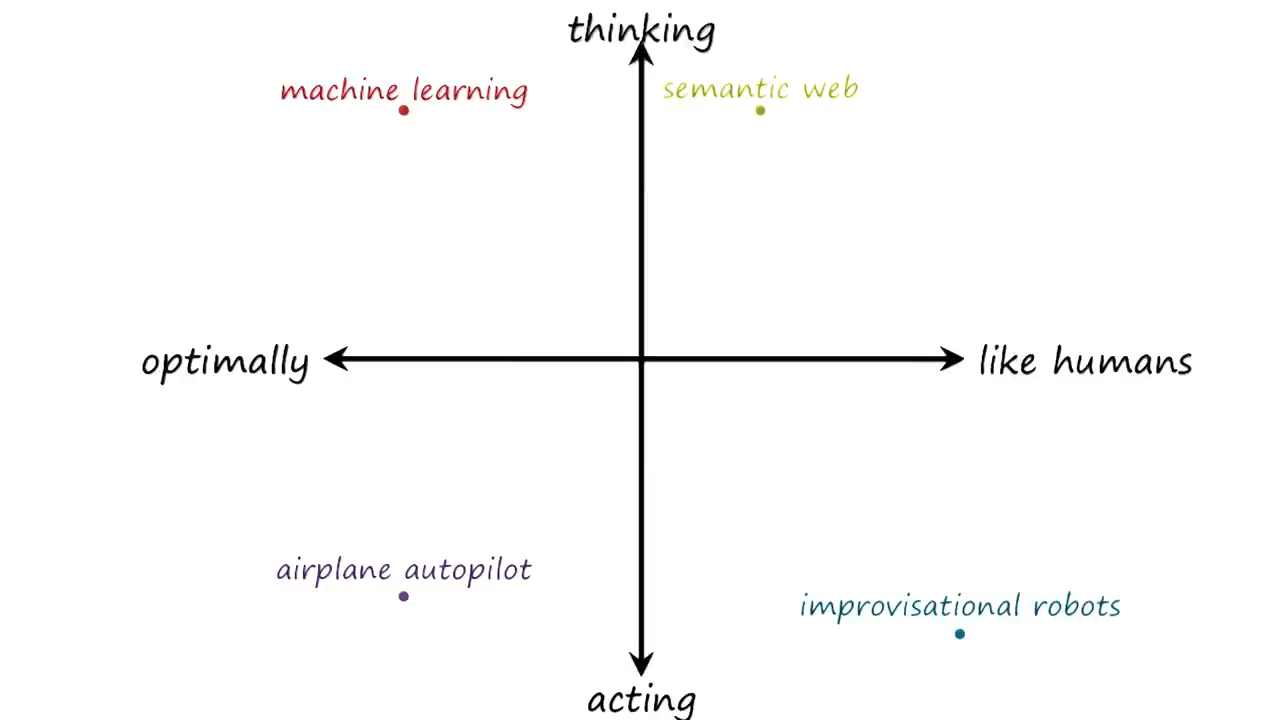 thinking
machine learning
semantic web
optimally
like humans
airplane autopilot
improvisational robots
acting